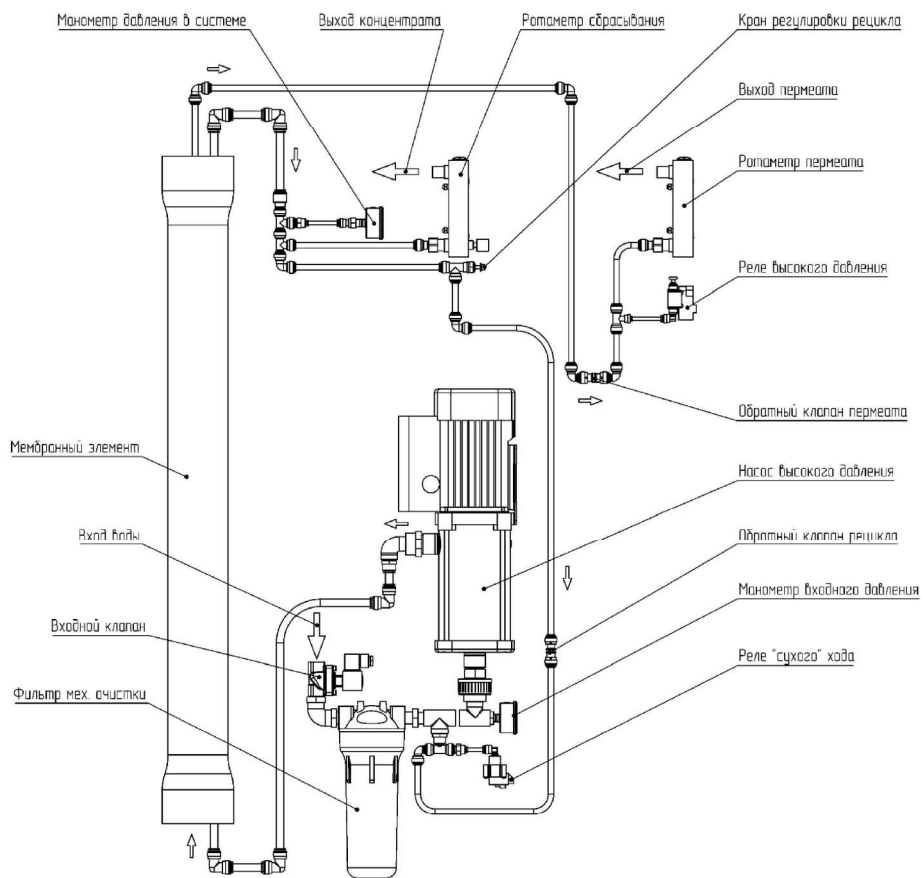 Манометр давления в системе
Выход концентрата
Ротаметр сбрасывания
Кран регулировки рецикла
Выход пермеата
Ротаметр пермеата
Реле высокого давления
Обратный клапан пермеата
Мембранный элемент
Насос высокого давления
Вход воды
Обратный клапан рецикла
Манометр входного давления
Входной клапан
Реле "сухого" хода
Фильтр мех. очистки